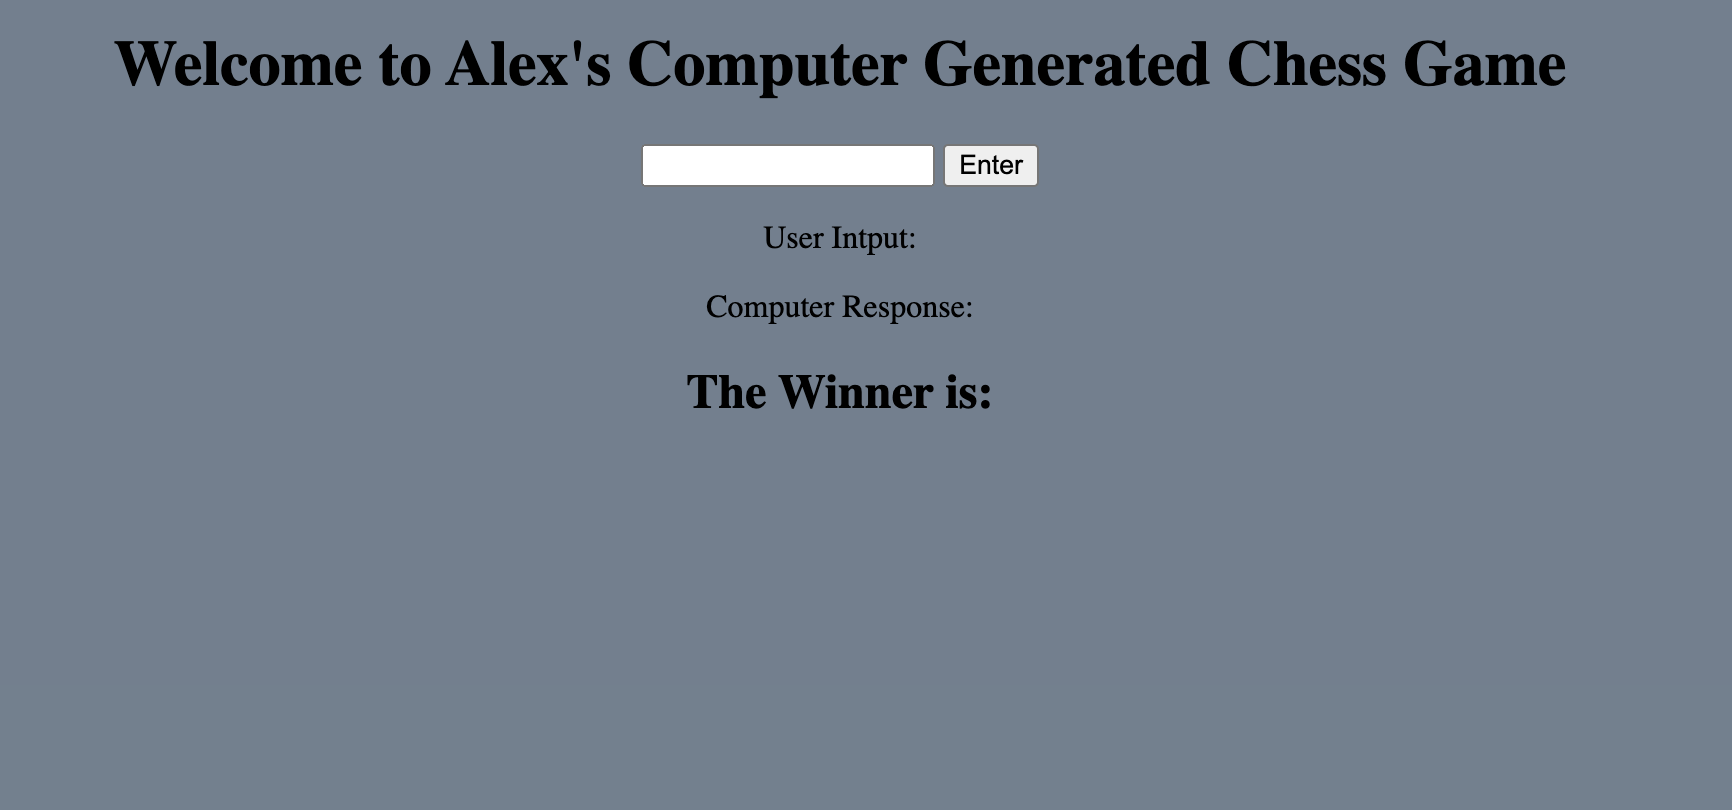 Welcome to Alex's Computer Generated Chess Game
Enter
User Intput:
Computer Response:
The Winner is: